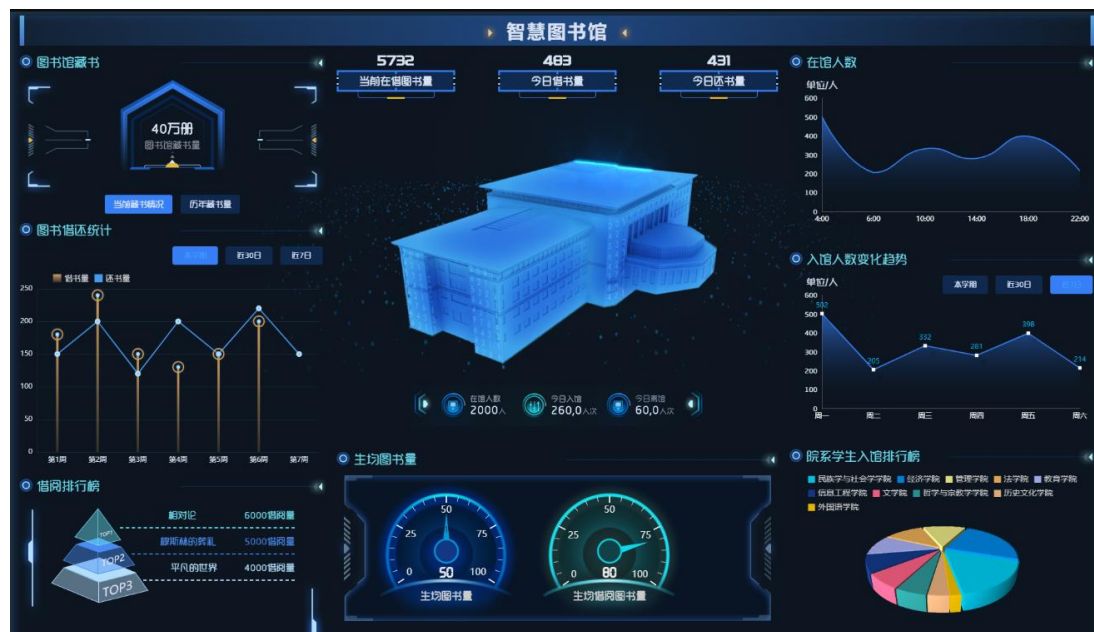 智慧图书馆
图书馆藏书
40万册
图书馆藏书量
当前藏书情况 历年藏书量
图书借还统计
本学期 近30日 近7日
借书量 还书量
250
200
150
100
50
0
第1周 第2周 第3周 第4周 第5周 第6周 第7周
借阅排行榜
TOP1 相对论 6000借阅量
TOP2 穆斯林的葬礼 5000借阅量
TOP3 平凡的世界 4000借阅量
5732 483 431
当前在借图书量 今日借书量 今日还书量
在馆人数 今日入馆 今日离馆
2000人 260,0人次 60,0人次
生均图书量
50
25 75
0 50 100
生均图书量
50
25 75
0 80 100
生均借阅图书量
在馆人数
单位/人
600
500
400
300
200
100
0
4:00 6:00 10:00 14:00 18:00 22:00
入馆人数变化趋势
单位/人
本学期 近30日 近7日
600
500
400
300
200
100
0
502 205 332 281 398 214
周一 周二 周三 周四 周五 周六
院系学生入馆排行榜
民族学与社会学学院 经济学院 管理学院 法学院 教育学院
信息工程学院 文学院 哲学与宗教学学院 历史文化学院
外国语学院